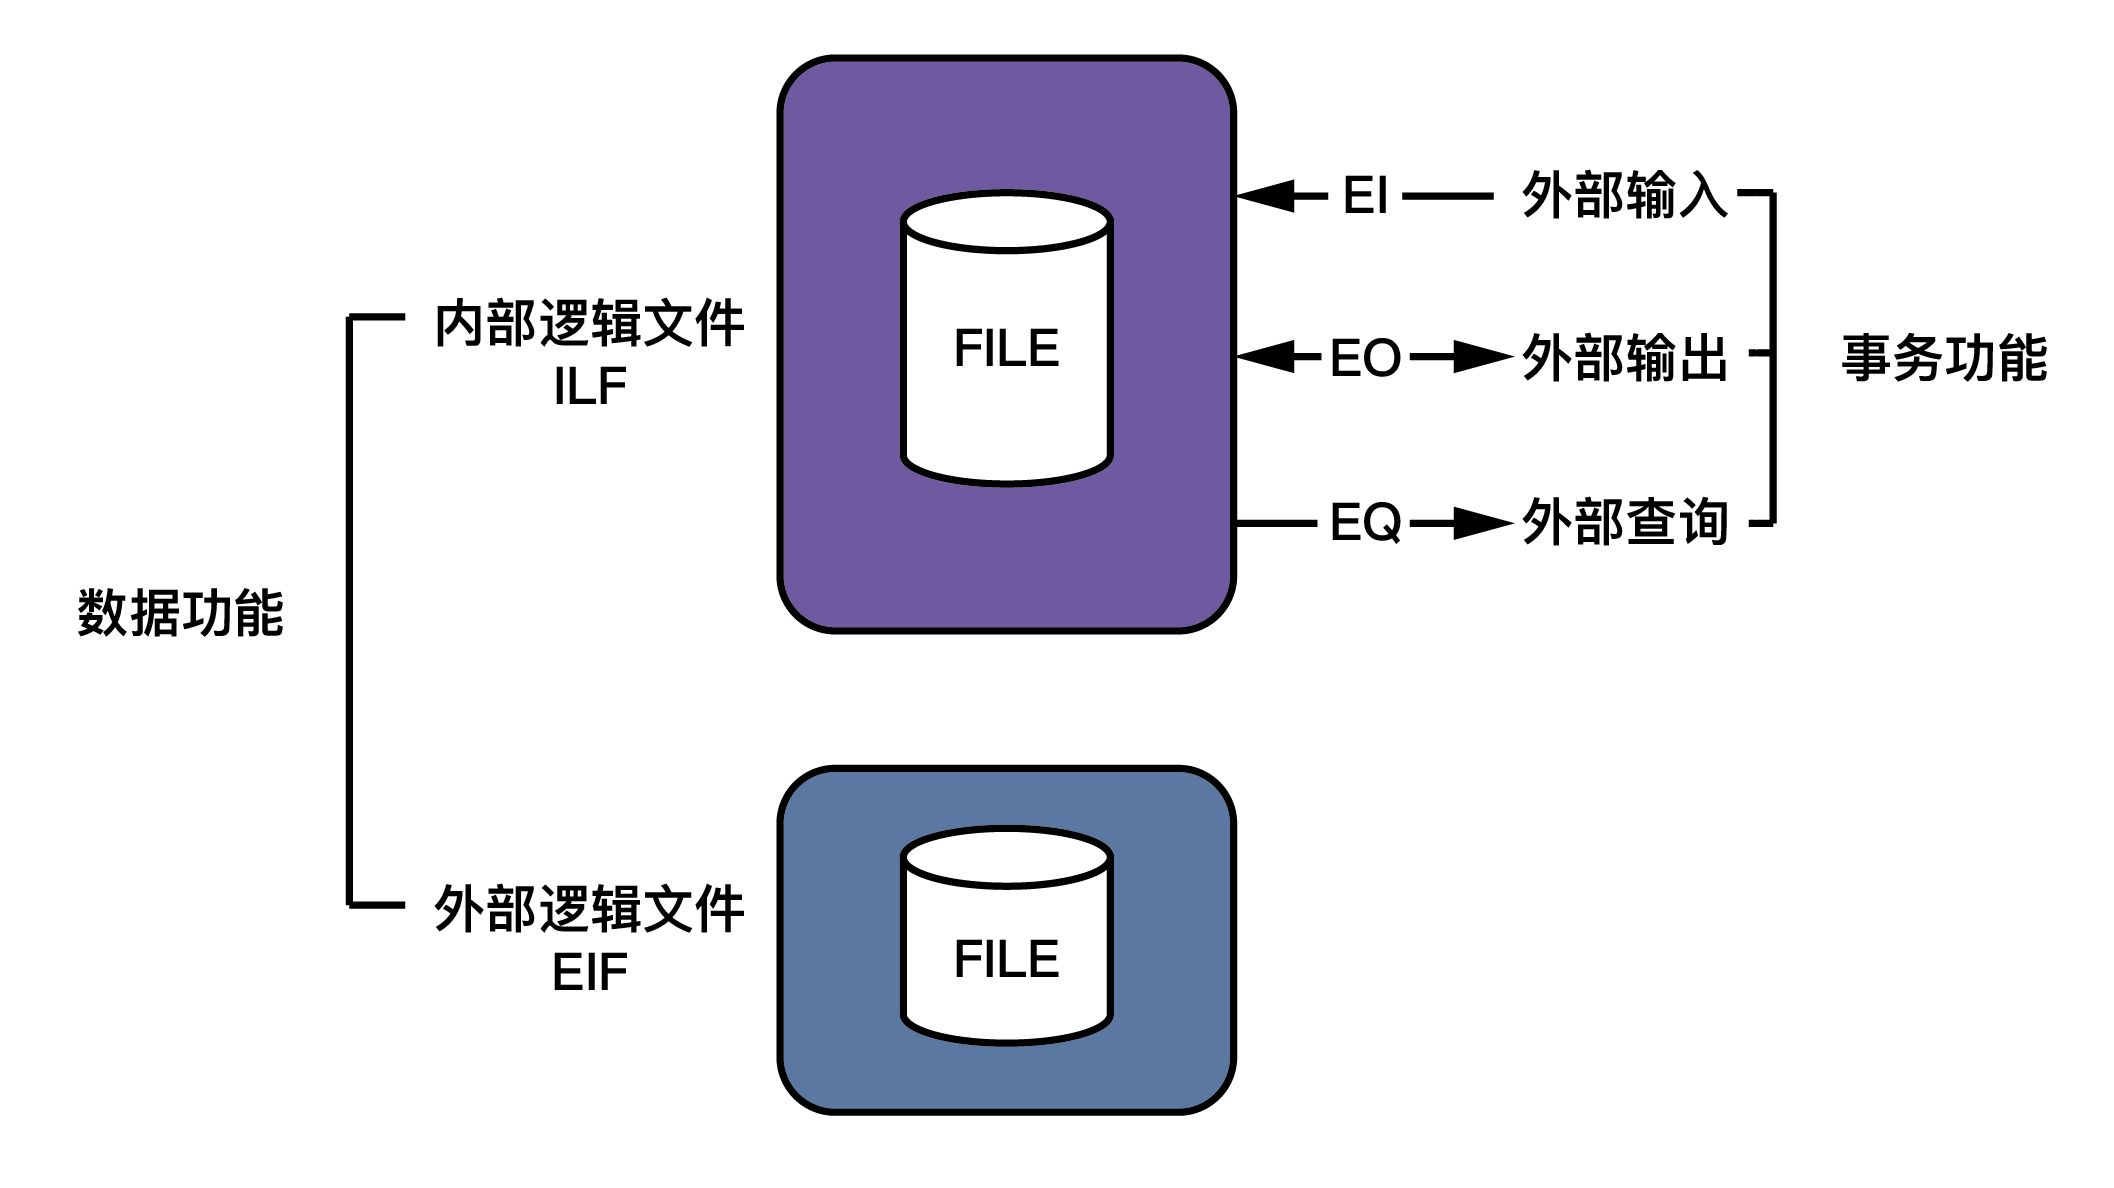 数据功能
内部逻辑文件
ILF
FILE
EI
外部输入
EO
外部输出
EQ
外部查询
事务功能
外部逻辑文件
EIF
FILE